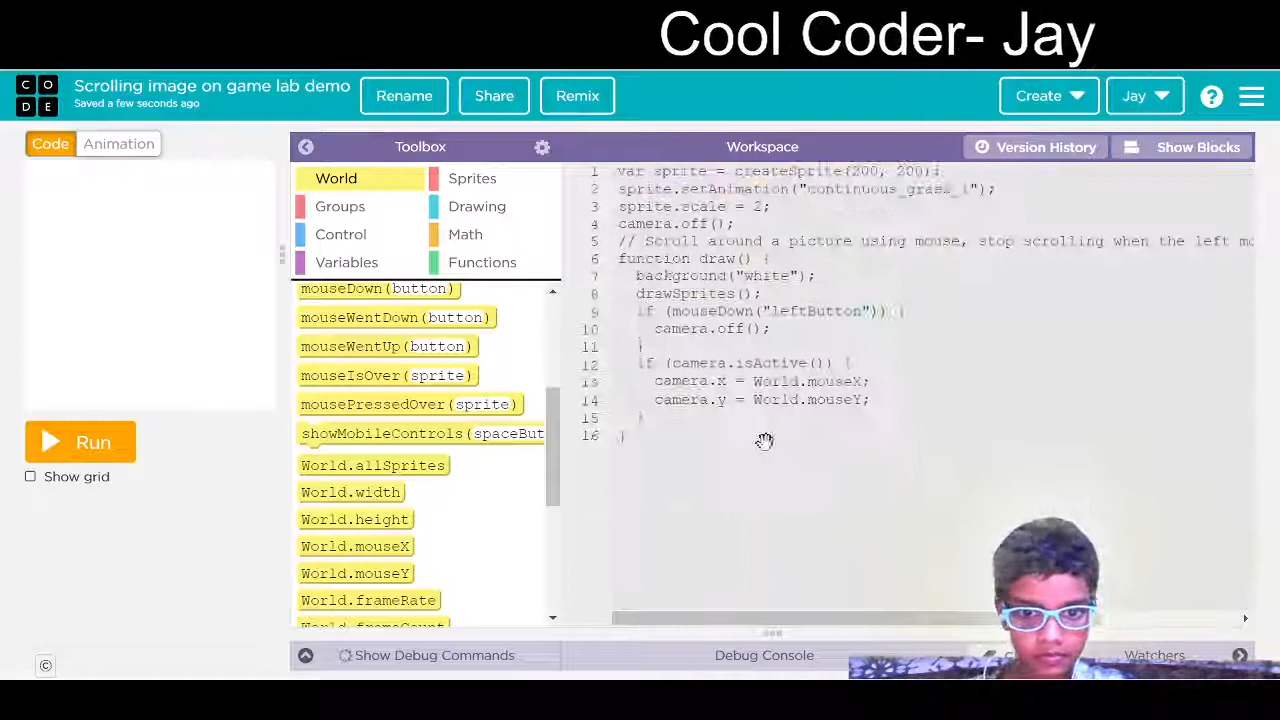 Cool Coder- Jay
C O
D E
Scrolling image on game lab demo
Saved a few seconds ago
Rename
Share
Remix
Create
Jay
?
Code
Animation
Toolbox
Workspace
Version History
Show Blocks
World
Sprites
Groups
Drawing
Control
Math
Variables
Functions
mouseDown(button)
mouseWentDown(button)
mouseWentUp(button)
mouseIsOver(sprite)
mousePressedOver(sprite)
showMobileControls(spaceBut
World.allSprites
World.width
World.height
World.mouseX
World.mouseY
World.frameRate
World.frameCount
1 var sprite = createSprite(200, 200);
2 sprite.setAnimation("continuous_grass_1");
3 sprite.scale = 2;
4 camera.off();
5 // Scroll around a picture using mouse, stop scrolling when the left mo
6 function draw() {
7 background("white");
8 drawSprites();
9 if (mouseDown("leftButton")) {
10 camera.off();
11 }
12 if (camera.isActive()) {
13 camera.x = World.mouseX;
14 camera.y = World.mouseY;
15 }
16 }
Run
Show grid
©
Show Debug Commands
Debug Console
Watchers